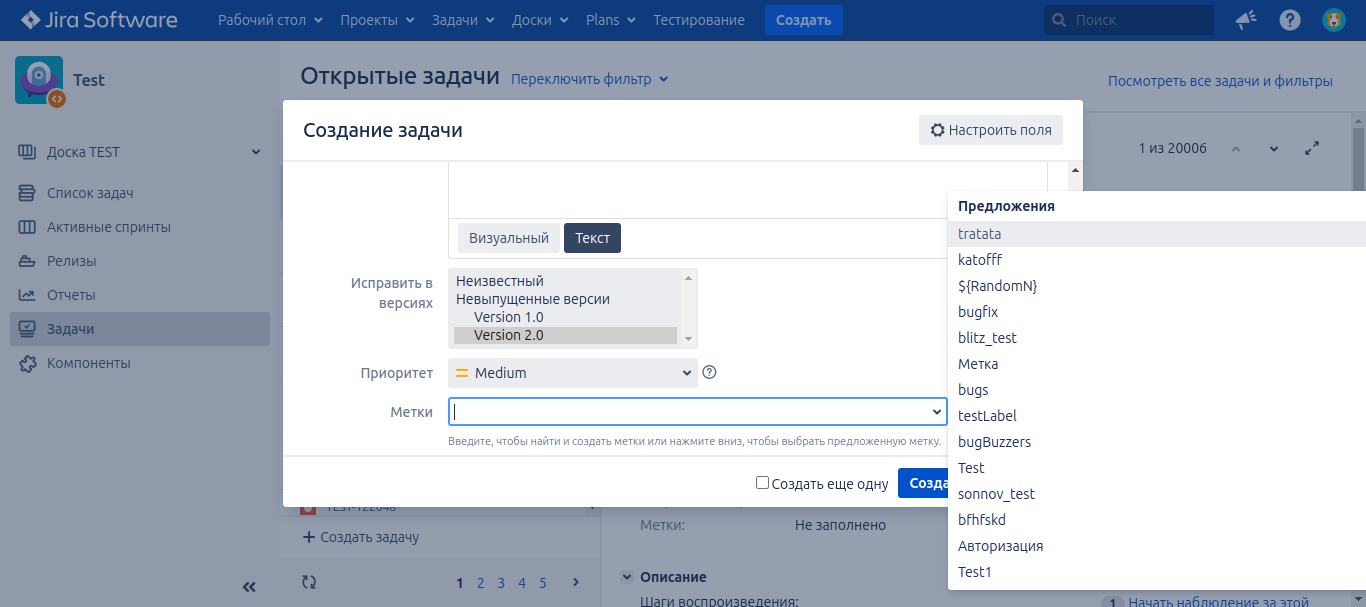 Jira Software
Рабочий стол
Проекты
Задачи
Доски
Plans
Тестирование
Создать
Поиск
Test
Доска TEST
Список задач
Активные спринты
Релизы
Отчеты
Задачи
Компоненты
Открытые задачи
Переключить фильтр
Посмотреть все задачи и фильтры
1 из 20006
Создание задачи
Настроить поля
Визуальный
Текст
Исправить в
версиях
Неизвестный
Невыпущенные версии
Version 1.0
Version 2.0
Приоритет
Medium
Метки
Введите, чтобы найти и создать метки или нажмите вниз, чтобы выбрать предложенную метку.
Создать еще одну
Созда
Предложения
tratata
katofff
${RandomN}
bugfix
blitz_test
Метка
bugs
testLabel
bugBuzzers
Test
sonnov_test
bfhfskd
Авторизация
Test1
Создать задачу
1 2 3 4 5
Метки:
Не заполнено
Описание
Шаги воспроизведения:
1 Начать наблюдение за этой